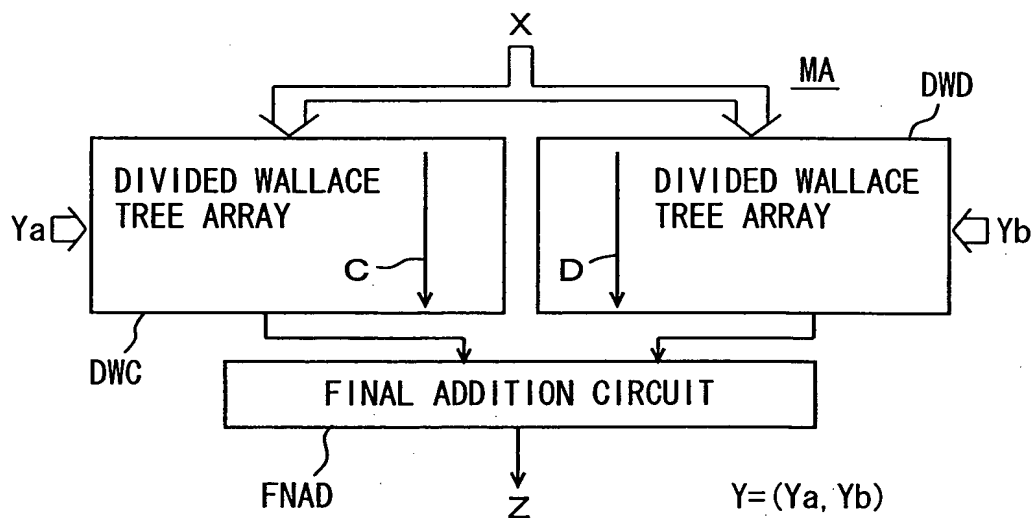 X
MA
DWD
DIVIDED WALLACE
TREE ARRAY
DIVIDED WALLACE
TREE ARRAY
Ya
Yb
C
D
DWC
FINAL ADDITION CIRCUIT
FNAD
Z
Y=(Ya, Yb)